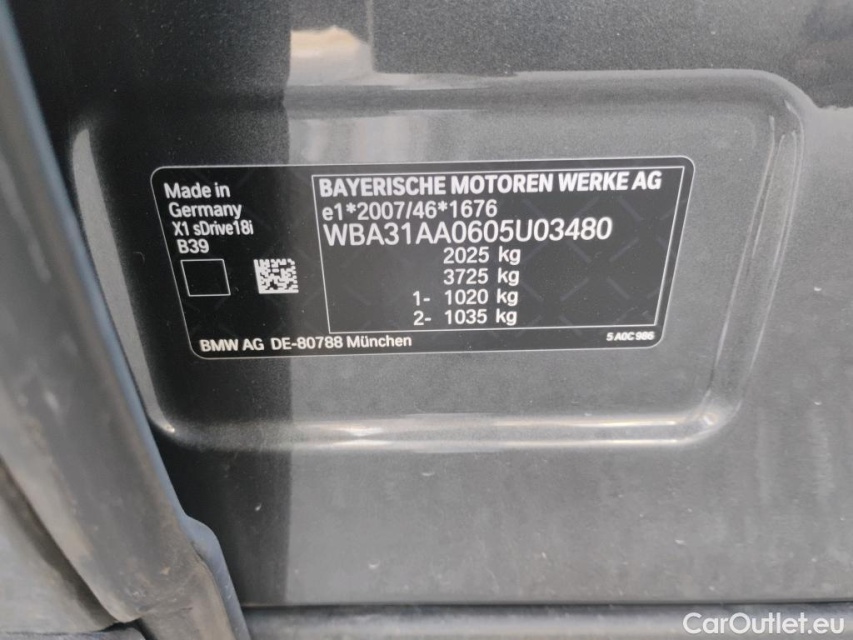 Made in
Germany
X1 sDrive18i
B39
BAYERISCHE MOTOREN WERKE AG
e1*2007/46*1676
WBA31AA0605U03480
2025 kg
3725 kg
1- 1020 kg
2- 1035 kg
BMW AG DE-80788 München
5 A0C 986
CarOutlet.eu